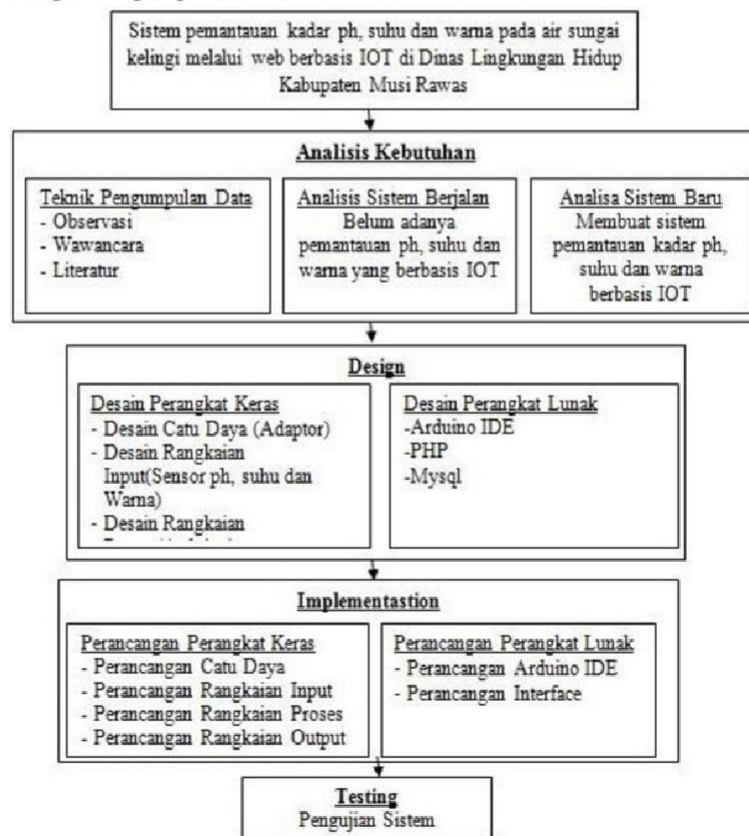 Sistem pemantauan kadar ph, suhu dan warna pada air sungai
kelingi melalui web berbasis IOT di Dinas Lingkungan Hidup
Kabupaten Musi Rawas
Analisis Kebutuhan
Teknik Pengumpulan Data
- Observasi
- Wawancara
- Literatur
Analisis Sistem Berjalan
Belum adanya
pemantauan ph, suhu dan
warna yang berbasis IOT
Analisa Sistem Baru
Membuat sistem
pemantauan kadar ph,
suhu dan warna
berbasis IOT
Design
Desain Perangkat Keras
- Desain Catu Daya (Adaptor)
- Desain Rangkaian
Input(Sensor ph, suhu dan
Warna)
- Desain Rangkaian
Desain Perangkat Lunak
-Arduino IDE
-PHP
-Mysql
Implementastion
Perancangan Perangkat Keras
- Perancangan Catu Daya
- Perancangan Rangkaian Input
- Perancangan Rangkaian Proses
- Perancangan Rangkaian Output
Perancangan Perangkat Lunak
- Perancangan Arduino IDE
- Perancangan Interface
Testing
Pengujian Sistem